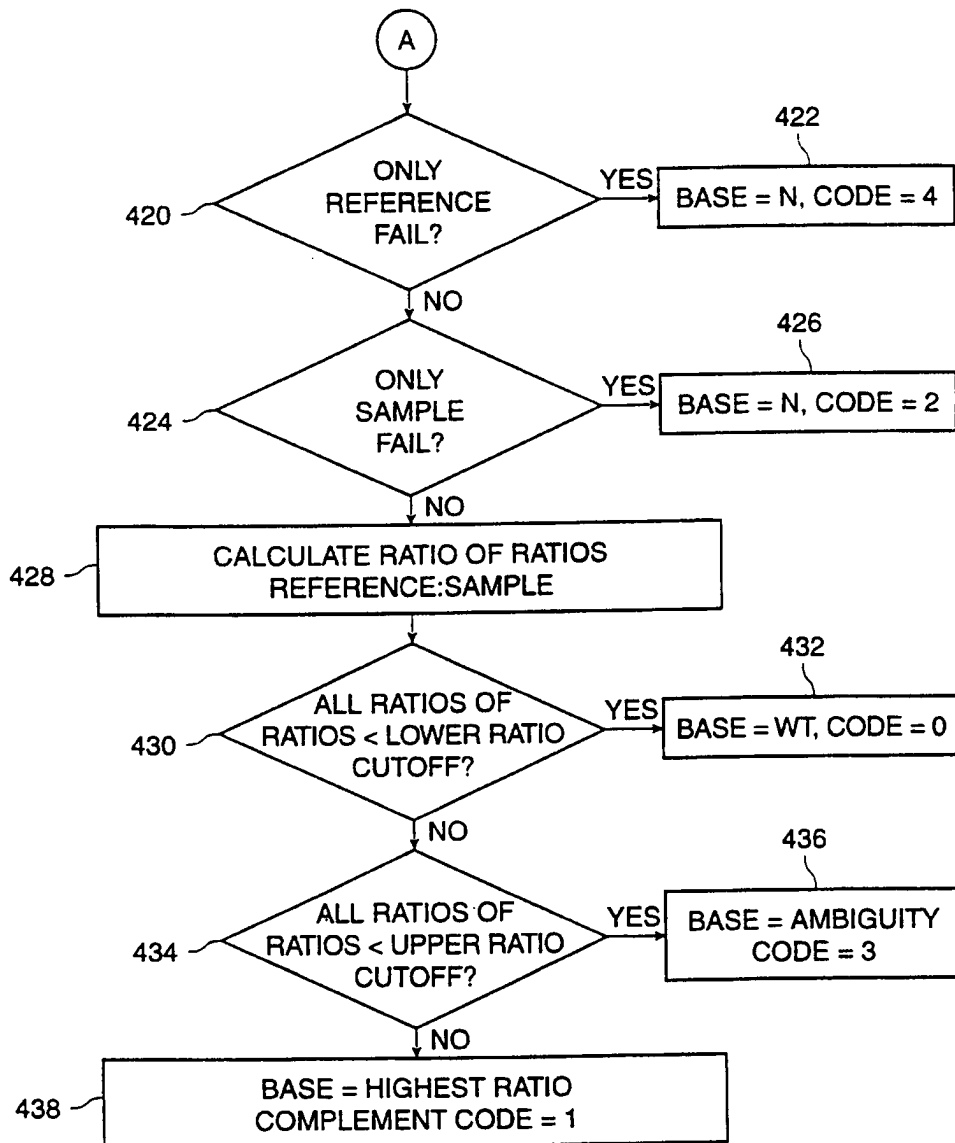 A
422
ONLY
REFERENCE
FAIL?
YES
BASE = N, CODE = 4
420
NO
426
ONLY
SAMPLE
FAIL?
YES
BASE = N, CODE = 2
424
NO
CALCULATE RATIO OF RATIOS
REFERENCE:SAMPLE
428
432
ALL RATIOS OF
RATIOS < LOWER RATIO
CUTOFF?
YES
BASE = WT, CODE = 0
430
NO
436
ALL RATIOS OF
RATIOS < UPPER RATIO
CUTOFF?
YES
BASE = AMBIGUITY
CODE = 3
434
NO
BASE = HIGHEST RATIO
COMPLEMENT CODE = 1
438